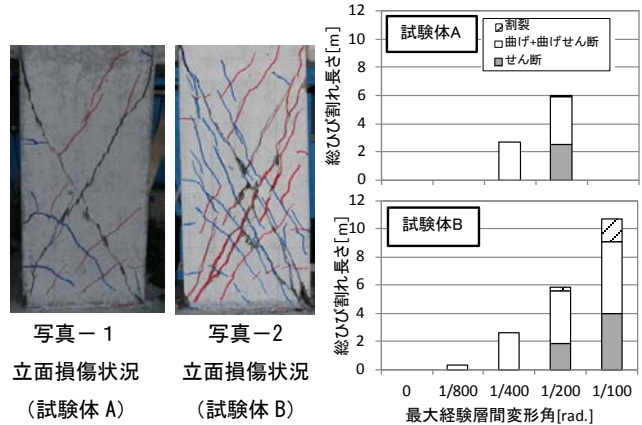 写真－1
立面損傷状況
（試験体 A）
写真－2
立面損傷状況
（試験体 B）
総ひび割れ長さ[m]
12
10
8
6
4
2
0
試験体A
割裂
曲げ+曲げせん断
せん断
総ひび割れ長さ[m]
12
10
8
6
4
2
0
試験体B
0 1/800 1/400 1/200 1/100
最大経験層間変形角[rad.]